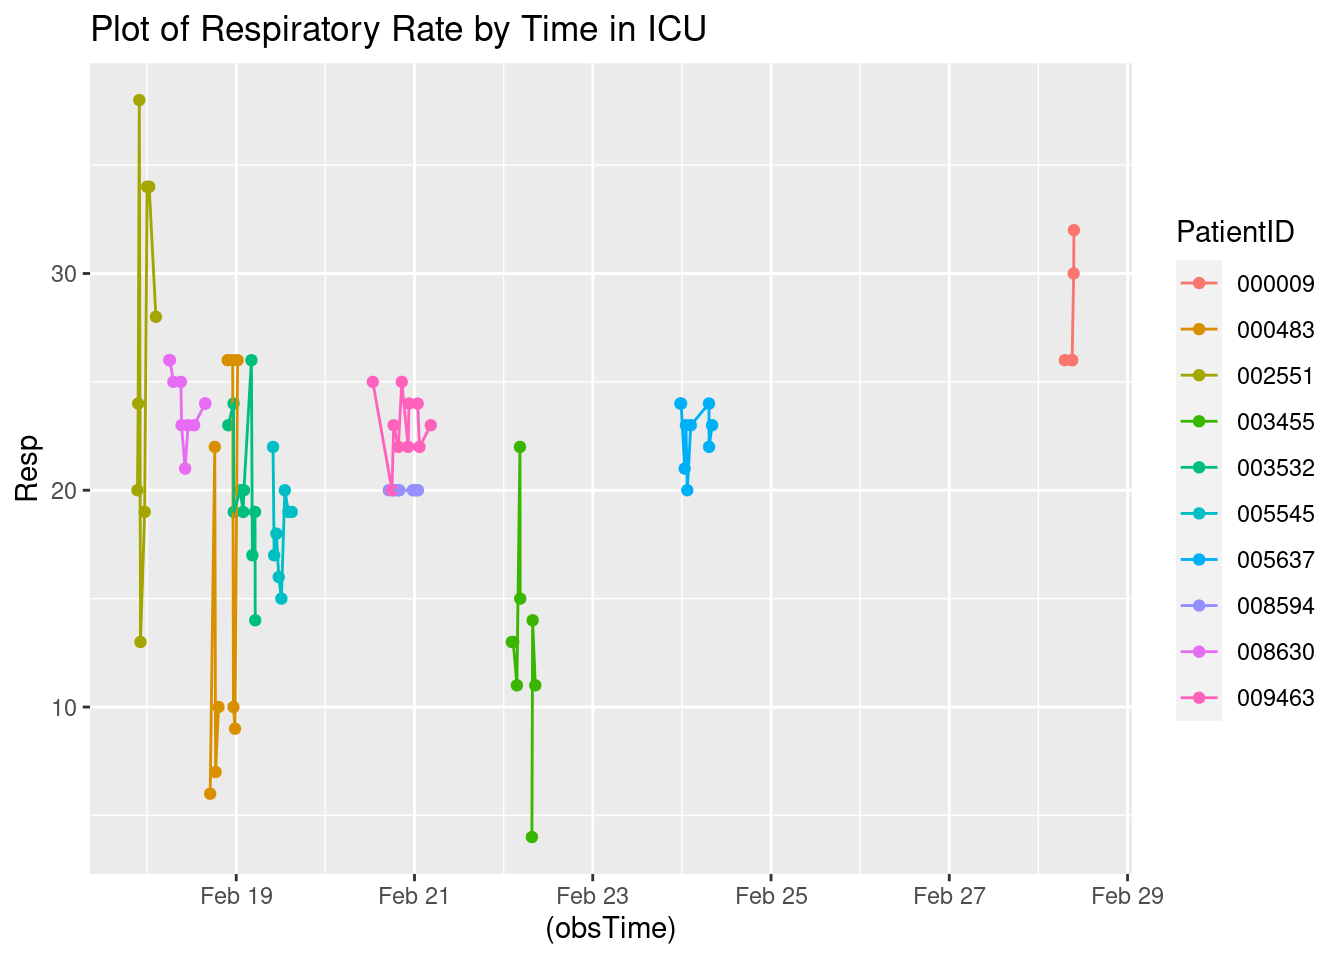 Plot of Respiratory Rate by Time in ICU
Resp
30
20
10
Feb 19
Feb 21
Feb 23
Feb 25
Feb 27
Feb 29
(obsTime)
PatientID
000009
000483
002551
003455
003532
005545
005637
008594
008630
009463